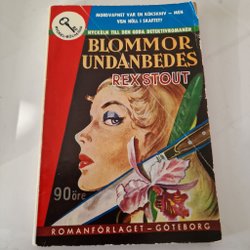 MORDVAPNET VAR EN KÖKSKNIV – MEN
VEM HÖLL I SKAFTET?
NYCKELN TILL DEN GODA DETEKTIVROMANEN
BLOMMOR
UNDANBEDES
REX STOUT
90 öre
ROMANFÖRLAGET – GÖTEBORG